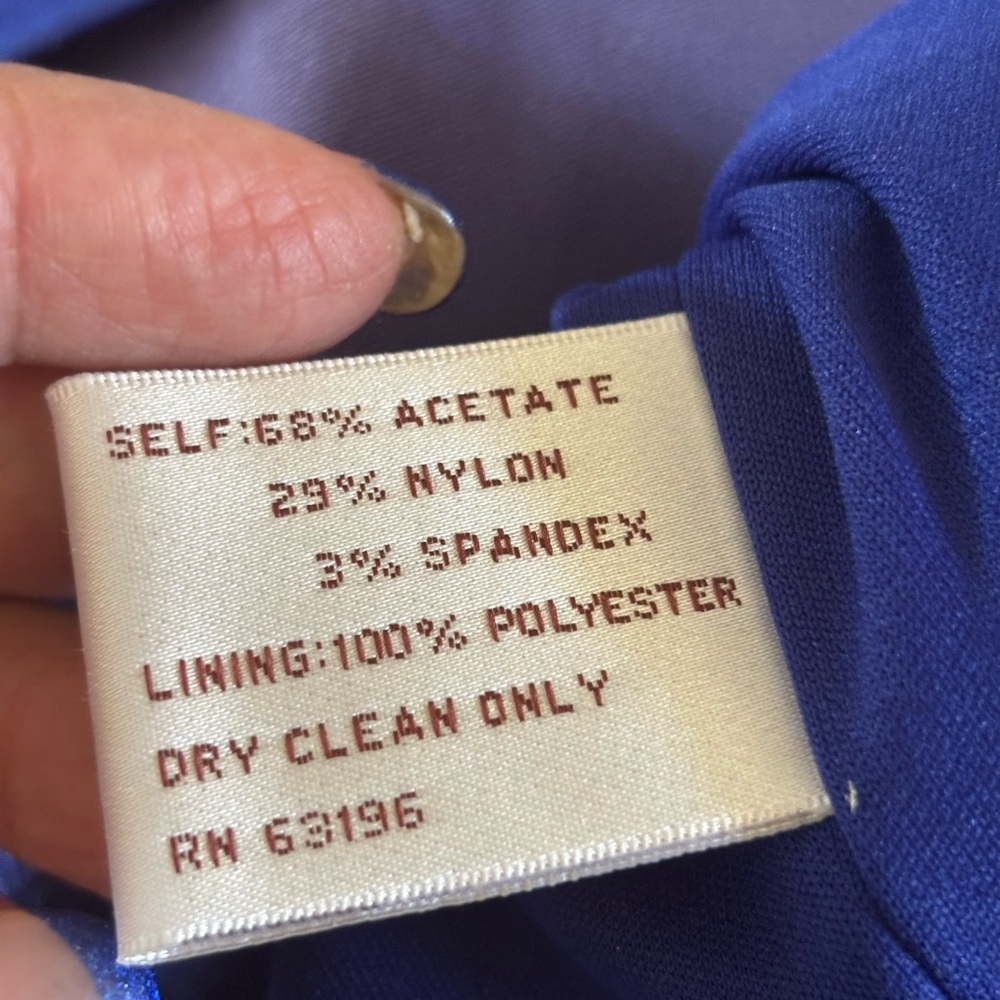 SELF:68% ACETATE
29% NYLON
3% SPANDEX
LINING:100% POLYESTER
DRY CLEAN ONLY
RN 63196